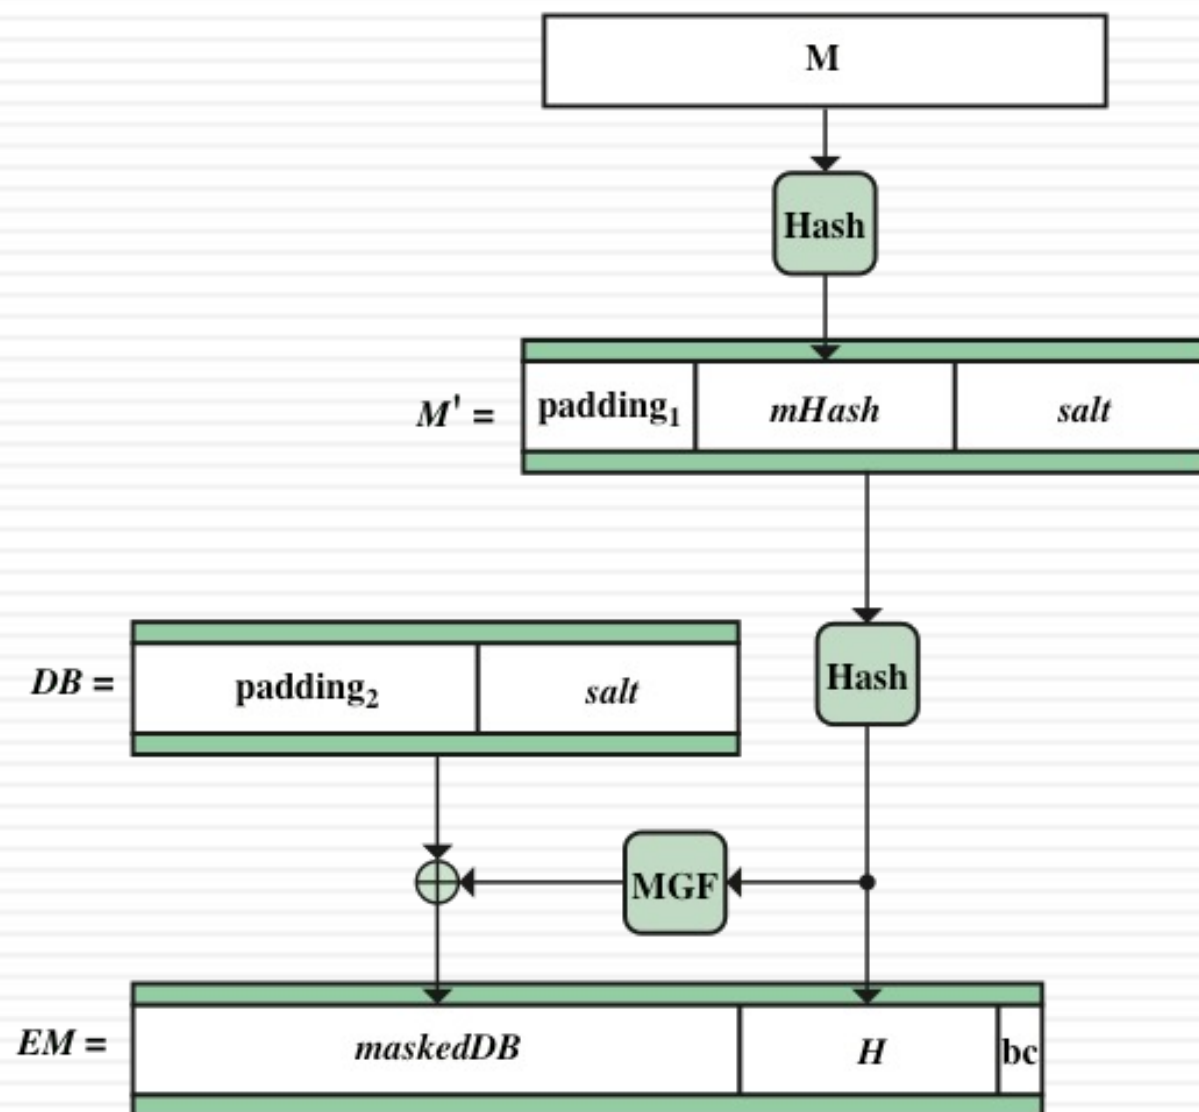 M
Hash
M' = padding₁ mHash salt
DB = padding₂ salt
Hash
MGF
EM = maskedDB H bc